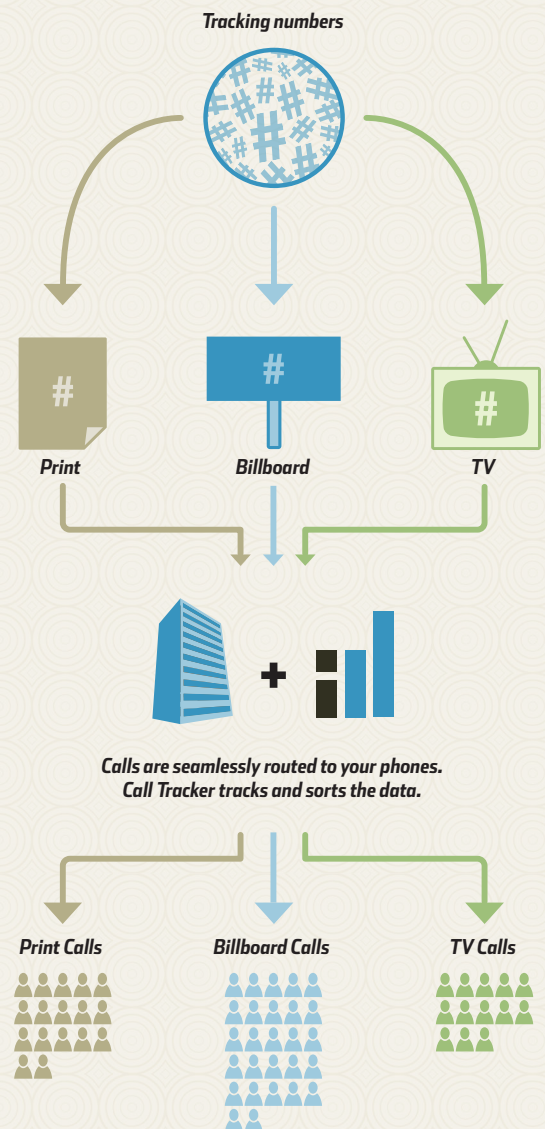 Tracking numbers
#
#
#
Print
Billboard
TV
+
Calls are seamlessly routed to your phones.
Call Tracker tracks and sorts the data.
Print Calls
Billboard Calls
TV Calls